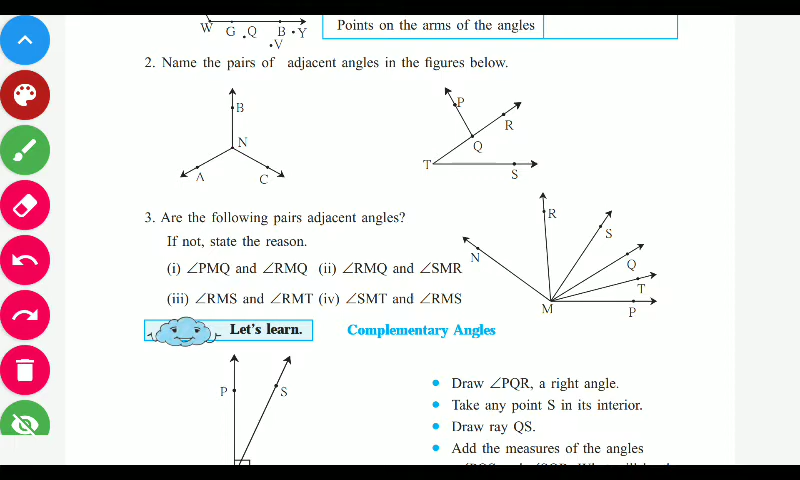 W G Q B Y
V
Points on the arms of the angles
2. Name the pairs of adjacent angles in the figures below.
B
N
A
C
P
R
Q
T
S
3. Are the following pairs adjacent angles?
If not, state the reason.
(i) ∠PMQ and ∠RMQ (ii) ∠RMQ and ∠SMR
(iii) ∠RMS and ∠RMT (iv) ∠SMT and ∠RMS
R
S
N
Q
T
M
P
Let's learn.
Complementary Angles
P
S
• Draw ∠PQR, a right angle.
• Take any point S in its interior.
• Draw ray QS.
• Add the measures of the angles